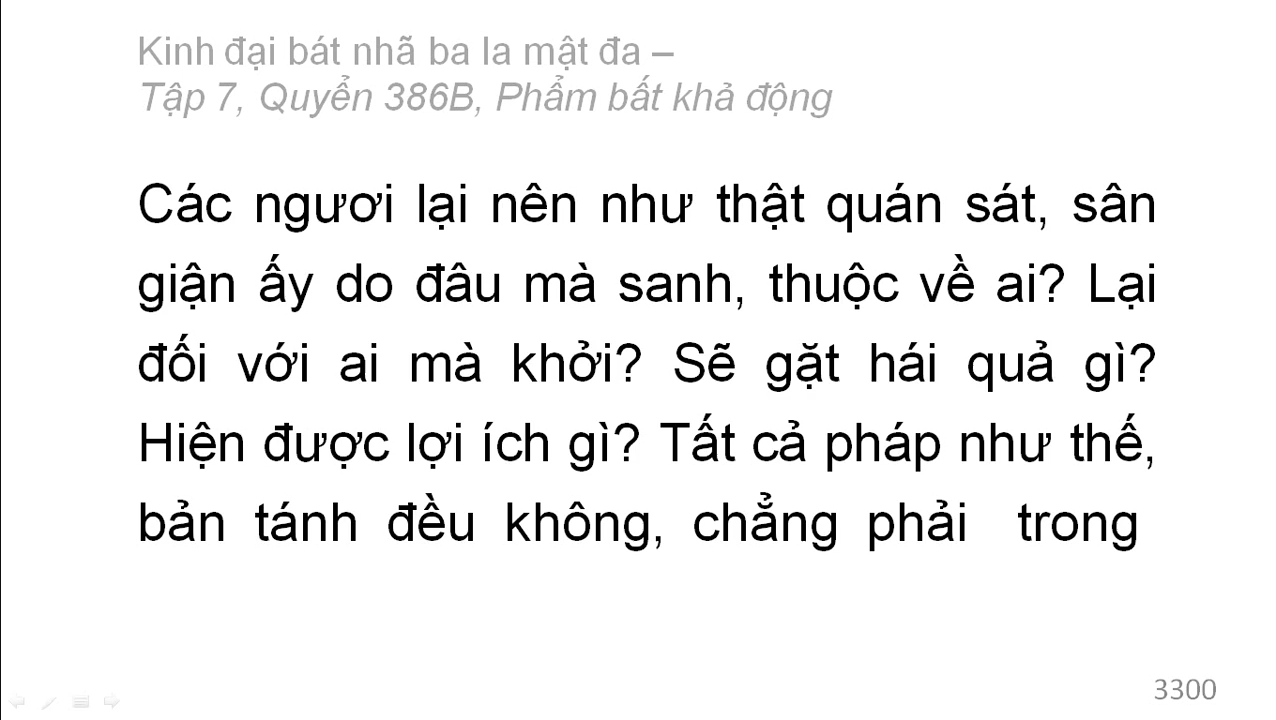 Kinh đại bát nhã ba la mật đa –
Tập 7, Quyển 386B, Phẩm bất khả động
Các ngươi lại nên như thật quán sát, sân
giận ấy do đâu mà sanh, thuộc về ai? Lại
đối với ai mà khởi? Sẽ gặt hái quả gì?
Hiện được lợi ích gì? Tất cả pháp như thế,
bản tánh đều không, chẳng phải trong
3300